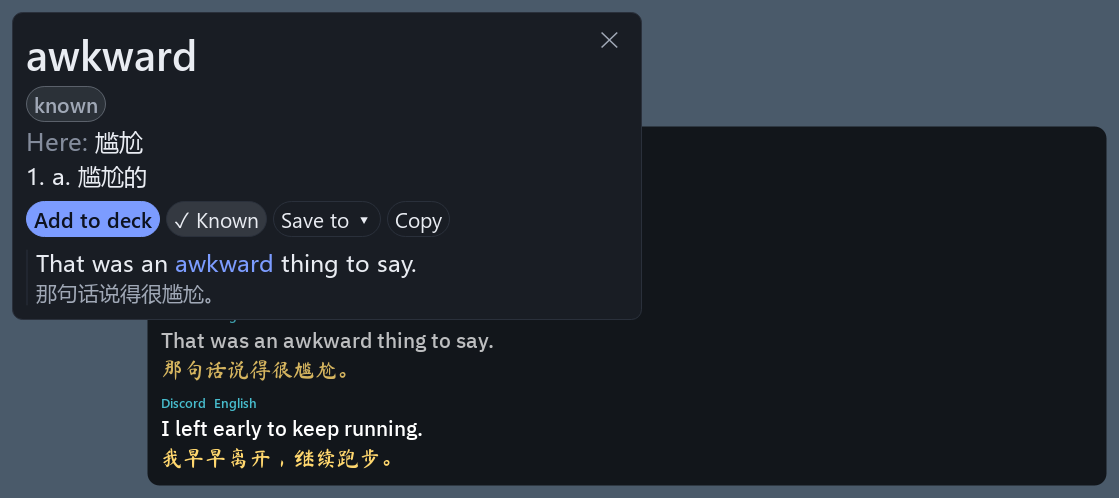 awkward
known
Here: 尴尬
1. a. 尴尬的
Add to deck ✓ Known Save to ▾ Copy
That was an awkward thing to say.
那句话说得很尴尬。
That was an awkward thing to say.
那句话说得很尴尬。
Discord English
I left early to keep running.
我早早离开，继续跑步。